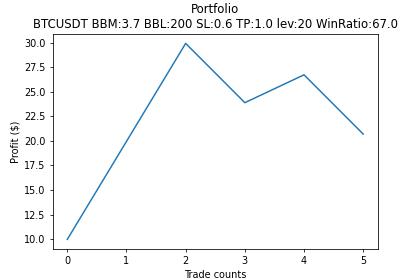 Portfolio
BTCUSDT BBM:3.7 BBL:200 SL:0.6 TP:1.0 lev:20 WinRatio:67.0
30.0
27.5
25.0
22.5
20.0
17.5
15.0
12.5
10.0
Profit ($)
0 1 2 3 4 5
Trade counts